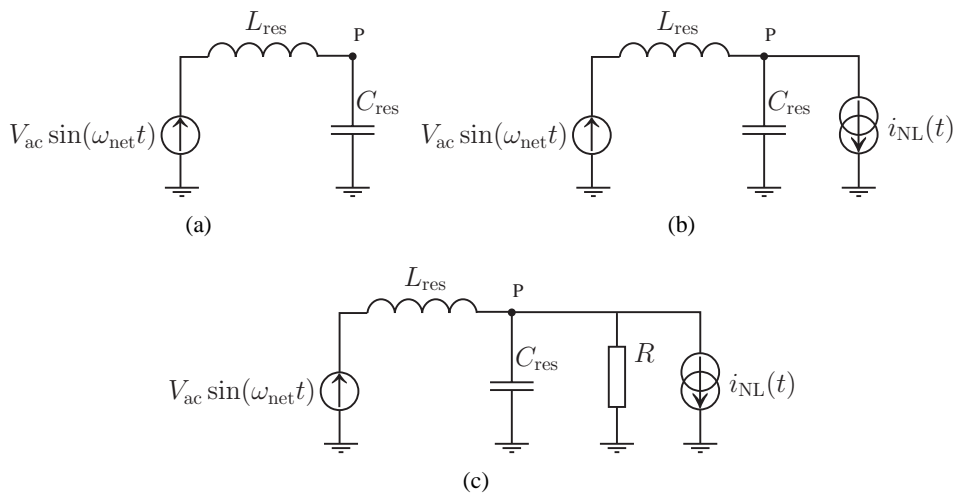 L_res
P
C_res
V_ac sin(ω_net t)
(a)
L_res
P
C_res
V_ac sin(ω_net t)
i_NL(t)
(b)
L_res
P
C_res
R
V_ac sin(ω_net t)
i_NL(t)
(c)